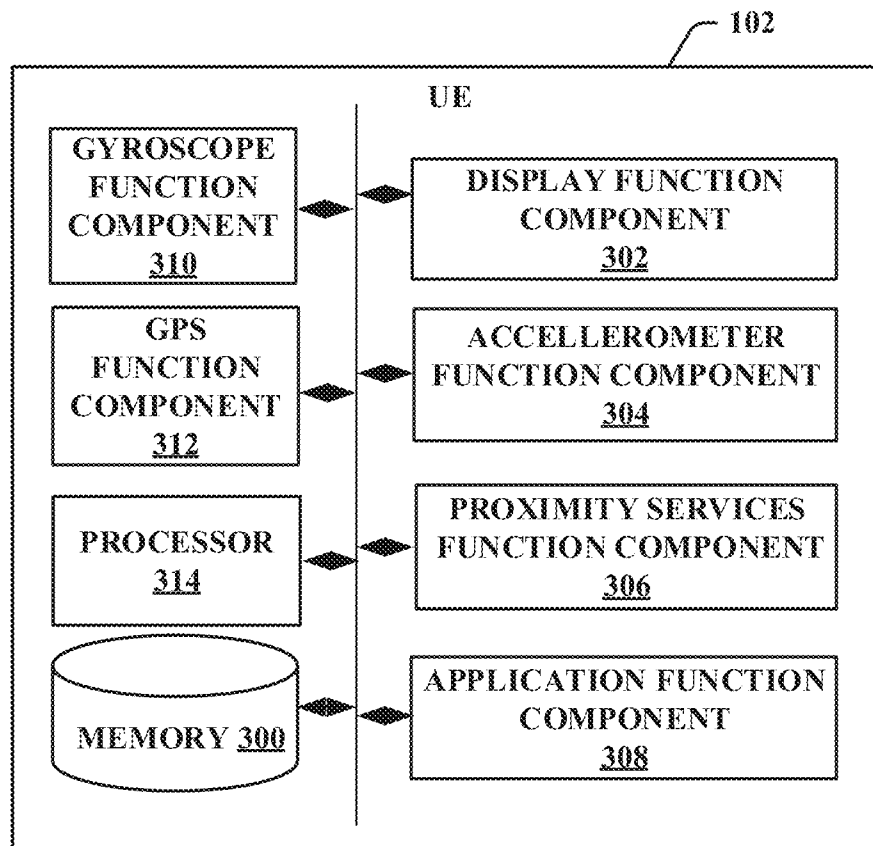 102
UE
GYROSCOPE
FUNCTION
COMPONENT
310
DISPLAY FUNCTION
COMPONENT
302
GPS
FUNCTION
COMPONENT
312
ACCELLEROMETER
FUNCTION COMPONENT
304
PROCESSOR
314
PROXIMITY SERVICES
FUNCTION COMPONENT
306
MEMORY 300
APPLICATION FUNCTION
COMPONENT
308